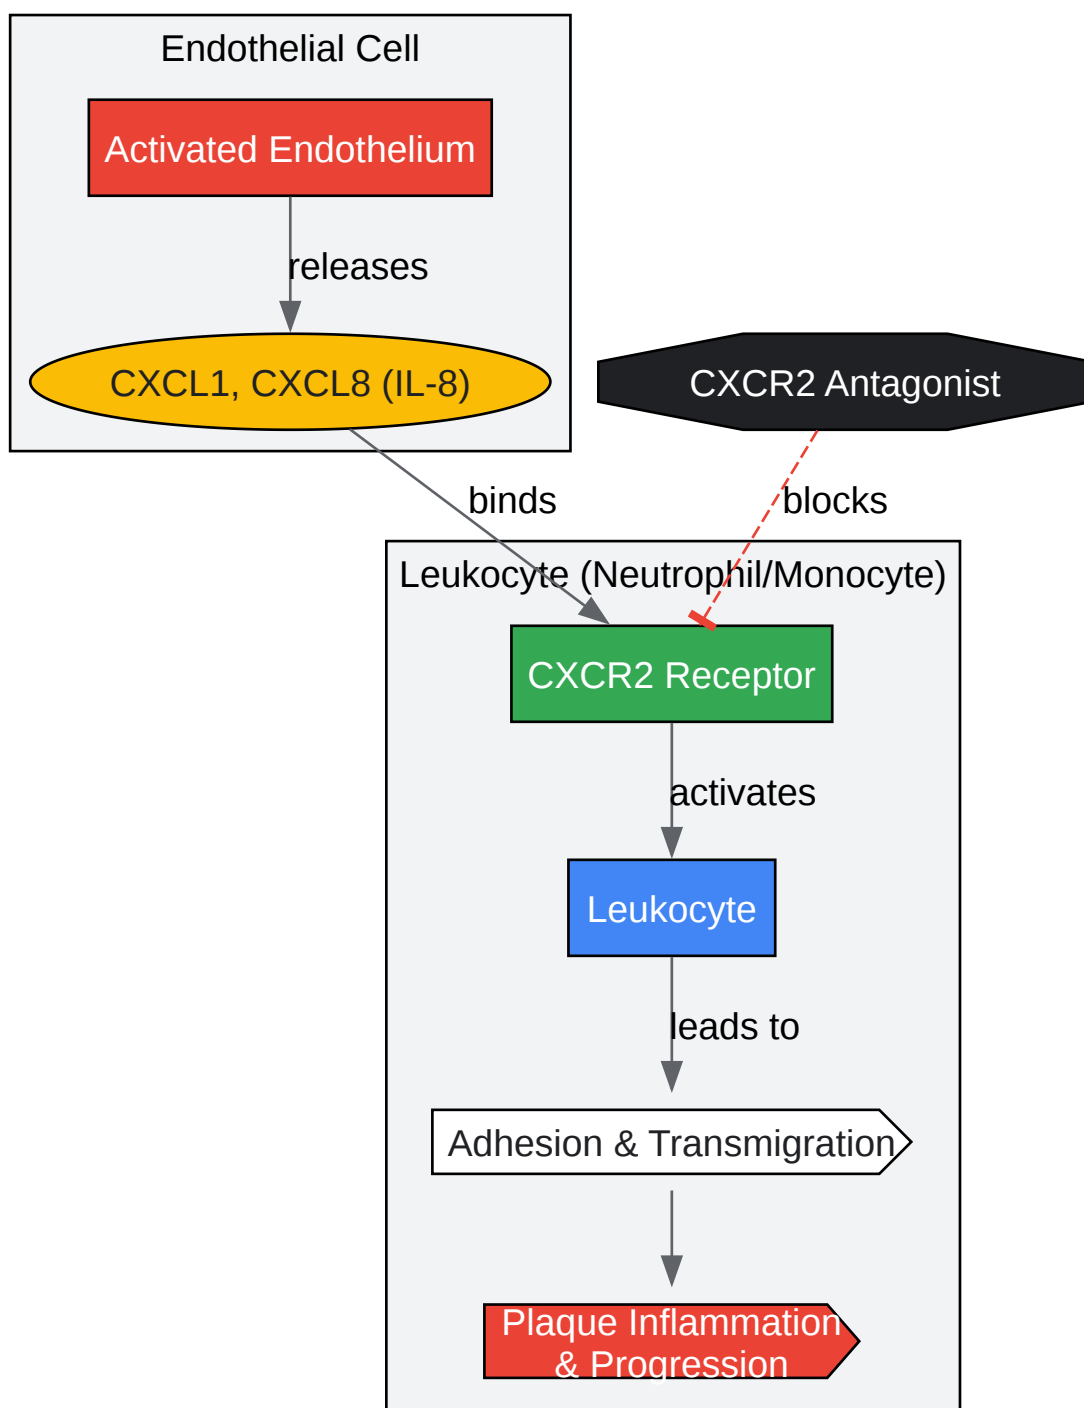 Endothelial Cell
Activated Endothelium
releases
CXCL1, CXCL8 (IL-8)
CXCR2 Antagonist
binds
blocks
Leukocyte (Neutrophil/Monocyte)
CXCR2 Receptor
activates
Leukocyte
leads to
Adhesion & Transmigration
Plaque Inflammation
& Progression